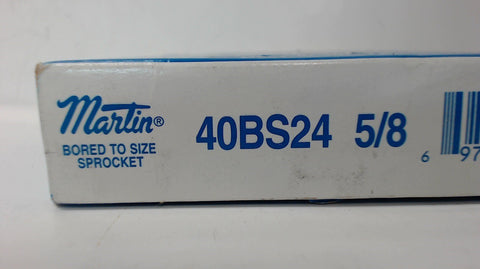 Martin®
BORED TO SIZE
SPROCKET
40BS24 5/8
6 97